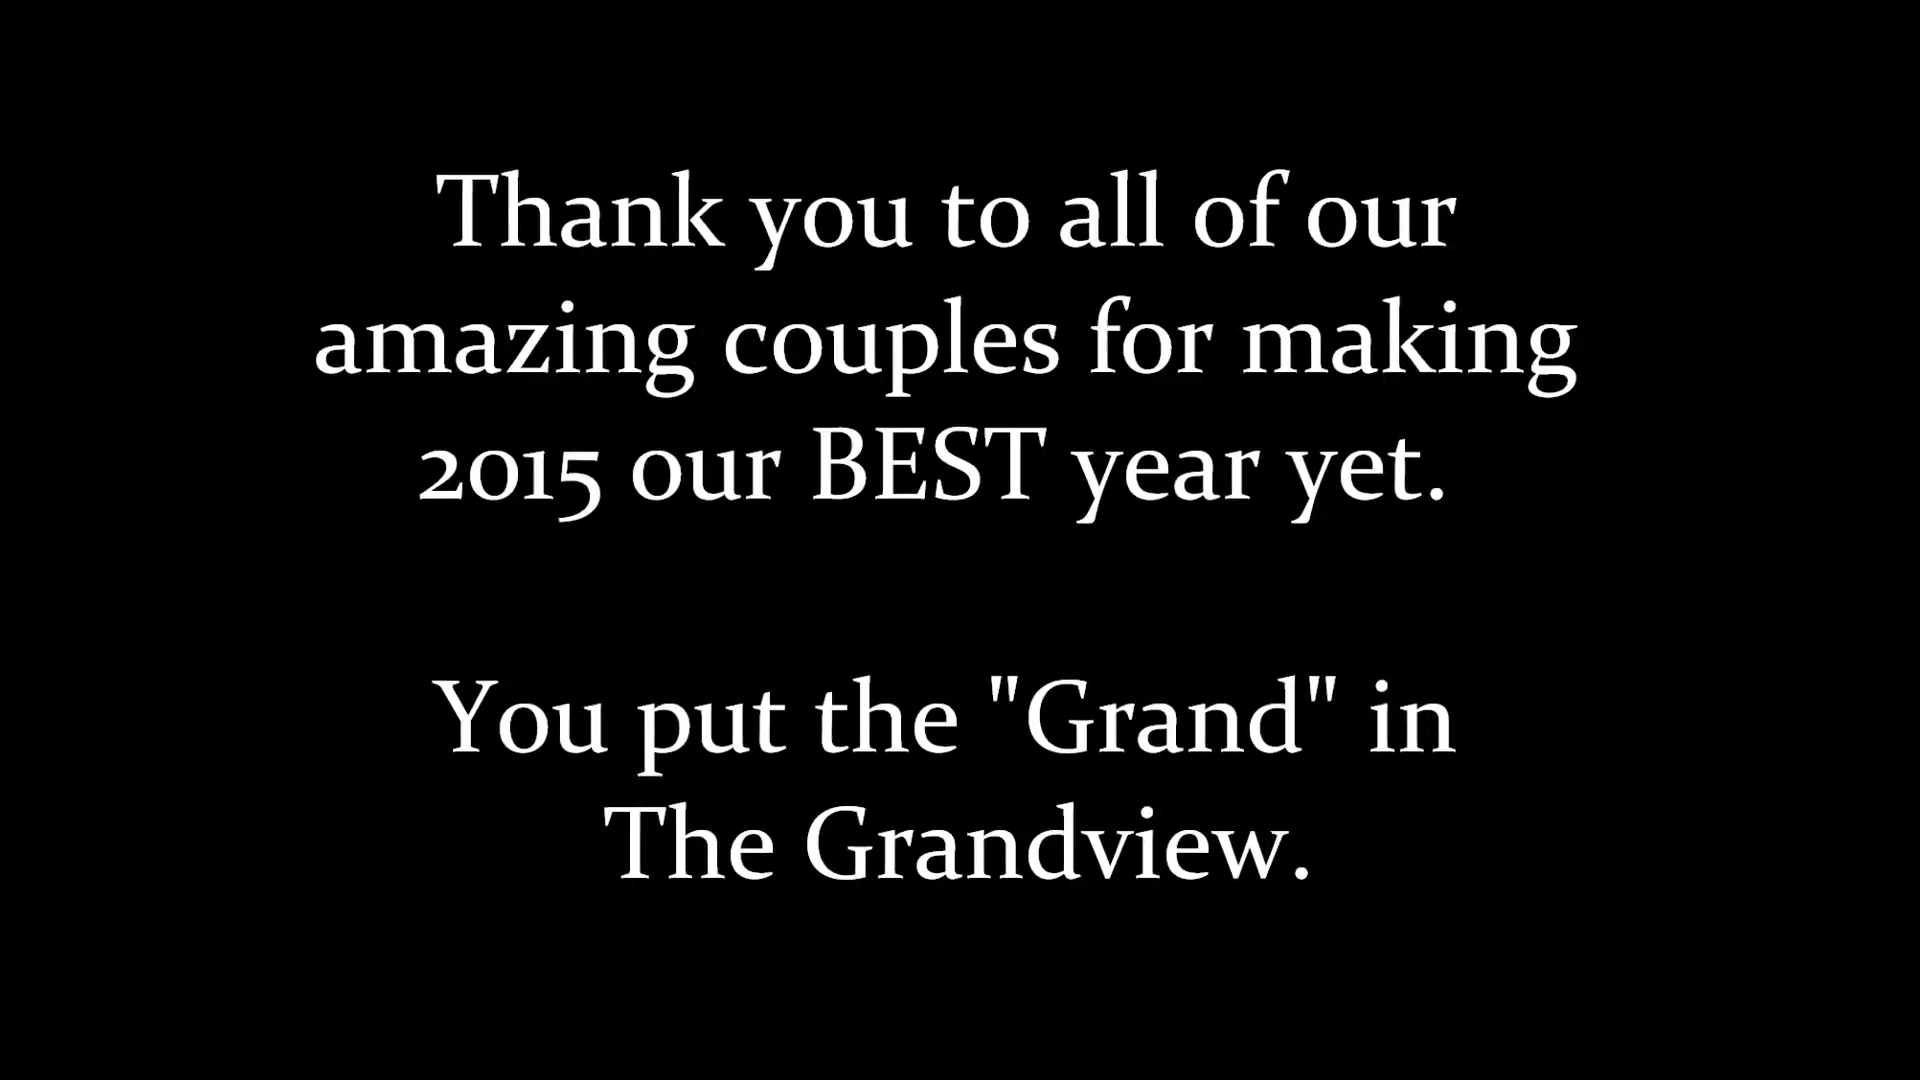 Thank you to all of our
amazing couples for making
2015 our BEST year yet.
You put the "Grand" in
The Grandview.